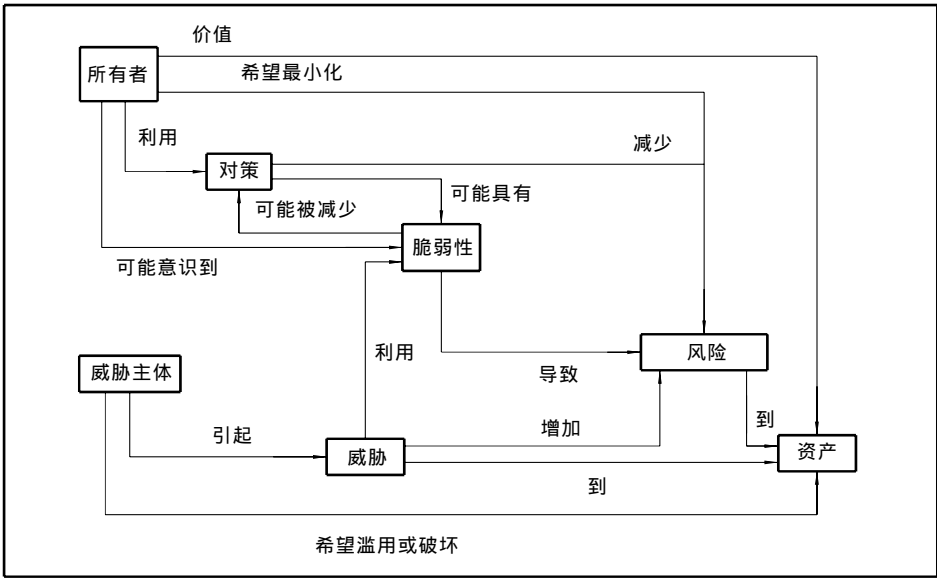 价值
所有者
希望最小化
利用
减少
对策
可能具有
可能被减少
脆弱性
可能意识到
利用
风险
威胁主体
导致
引起
增加
到
资产
威胁
到
希望滥用或破坏